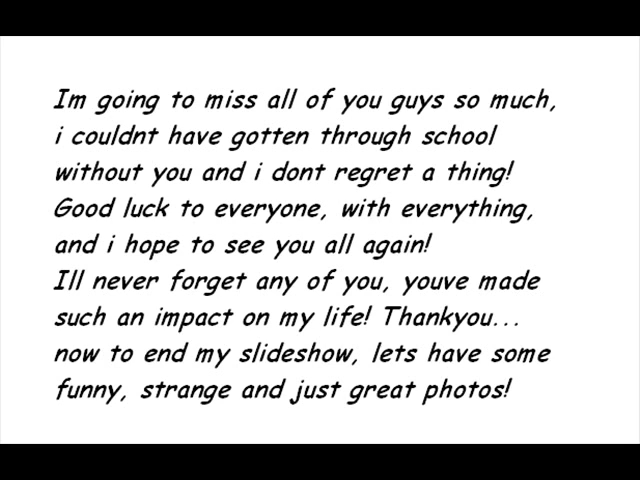 Im going to miss all of you guys so much,
i couldnt have gotten through school
without you and i dont regret a thing!
Good luck to everyone, with everything,
and i hope to see you all again!
Ill never forget any of you, youve made
such an impact on my life! Thankyou...
now to end my slideshow, lets have some
funny, strange and just great photos!